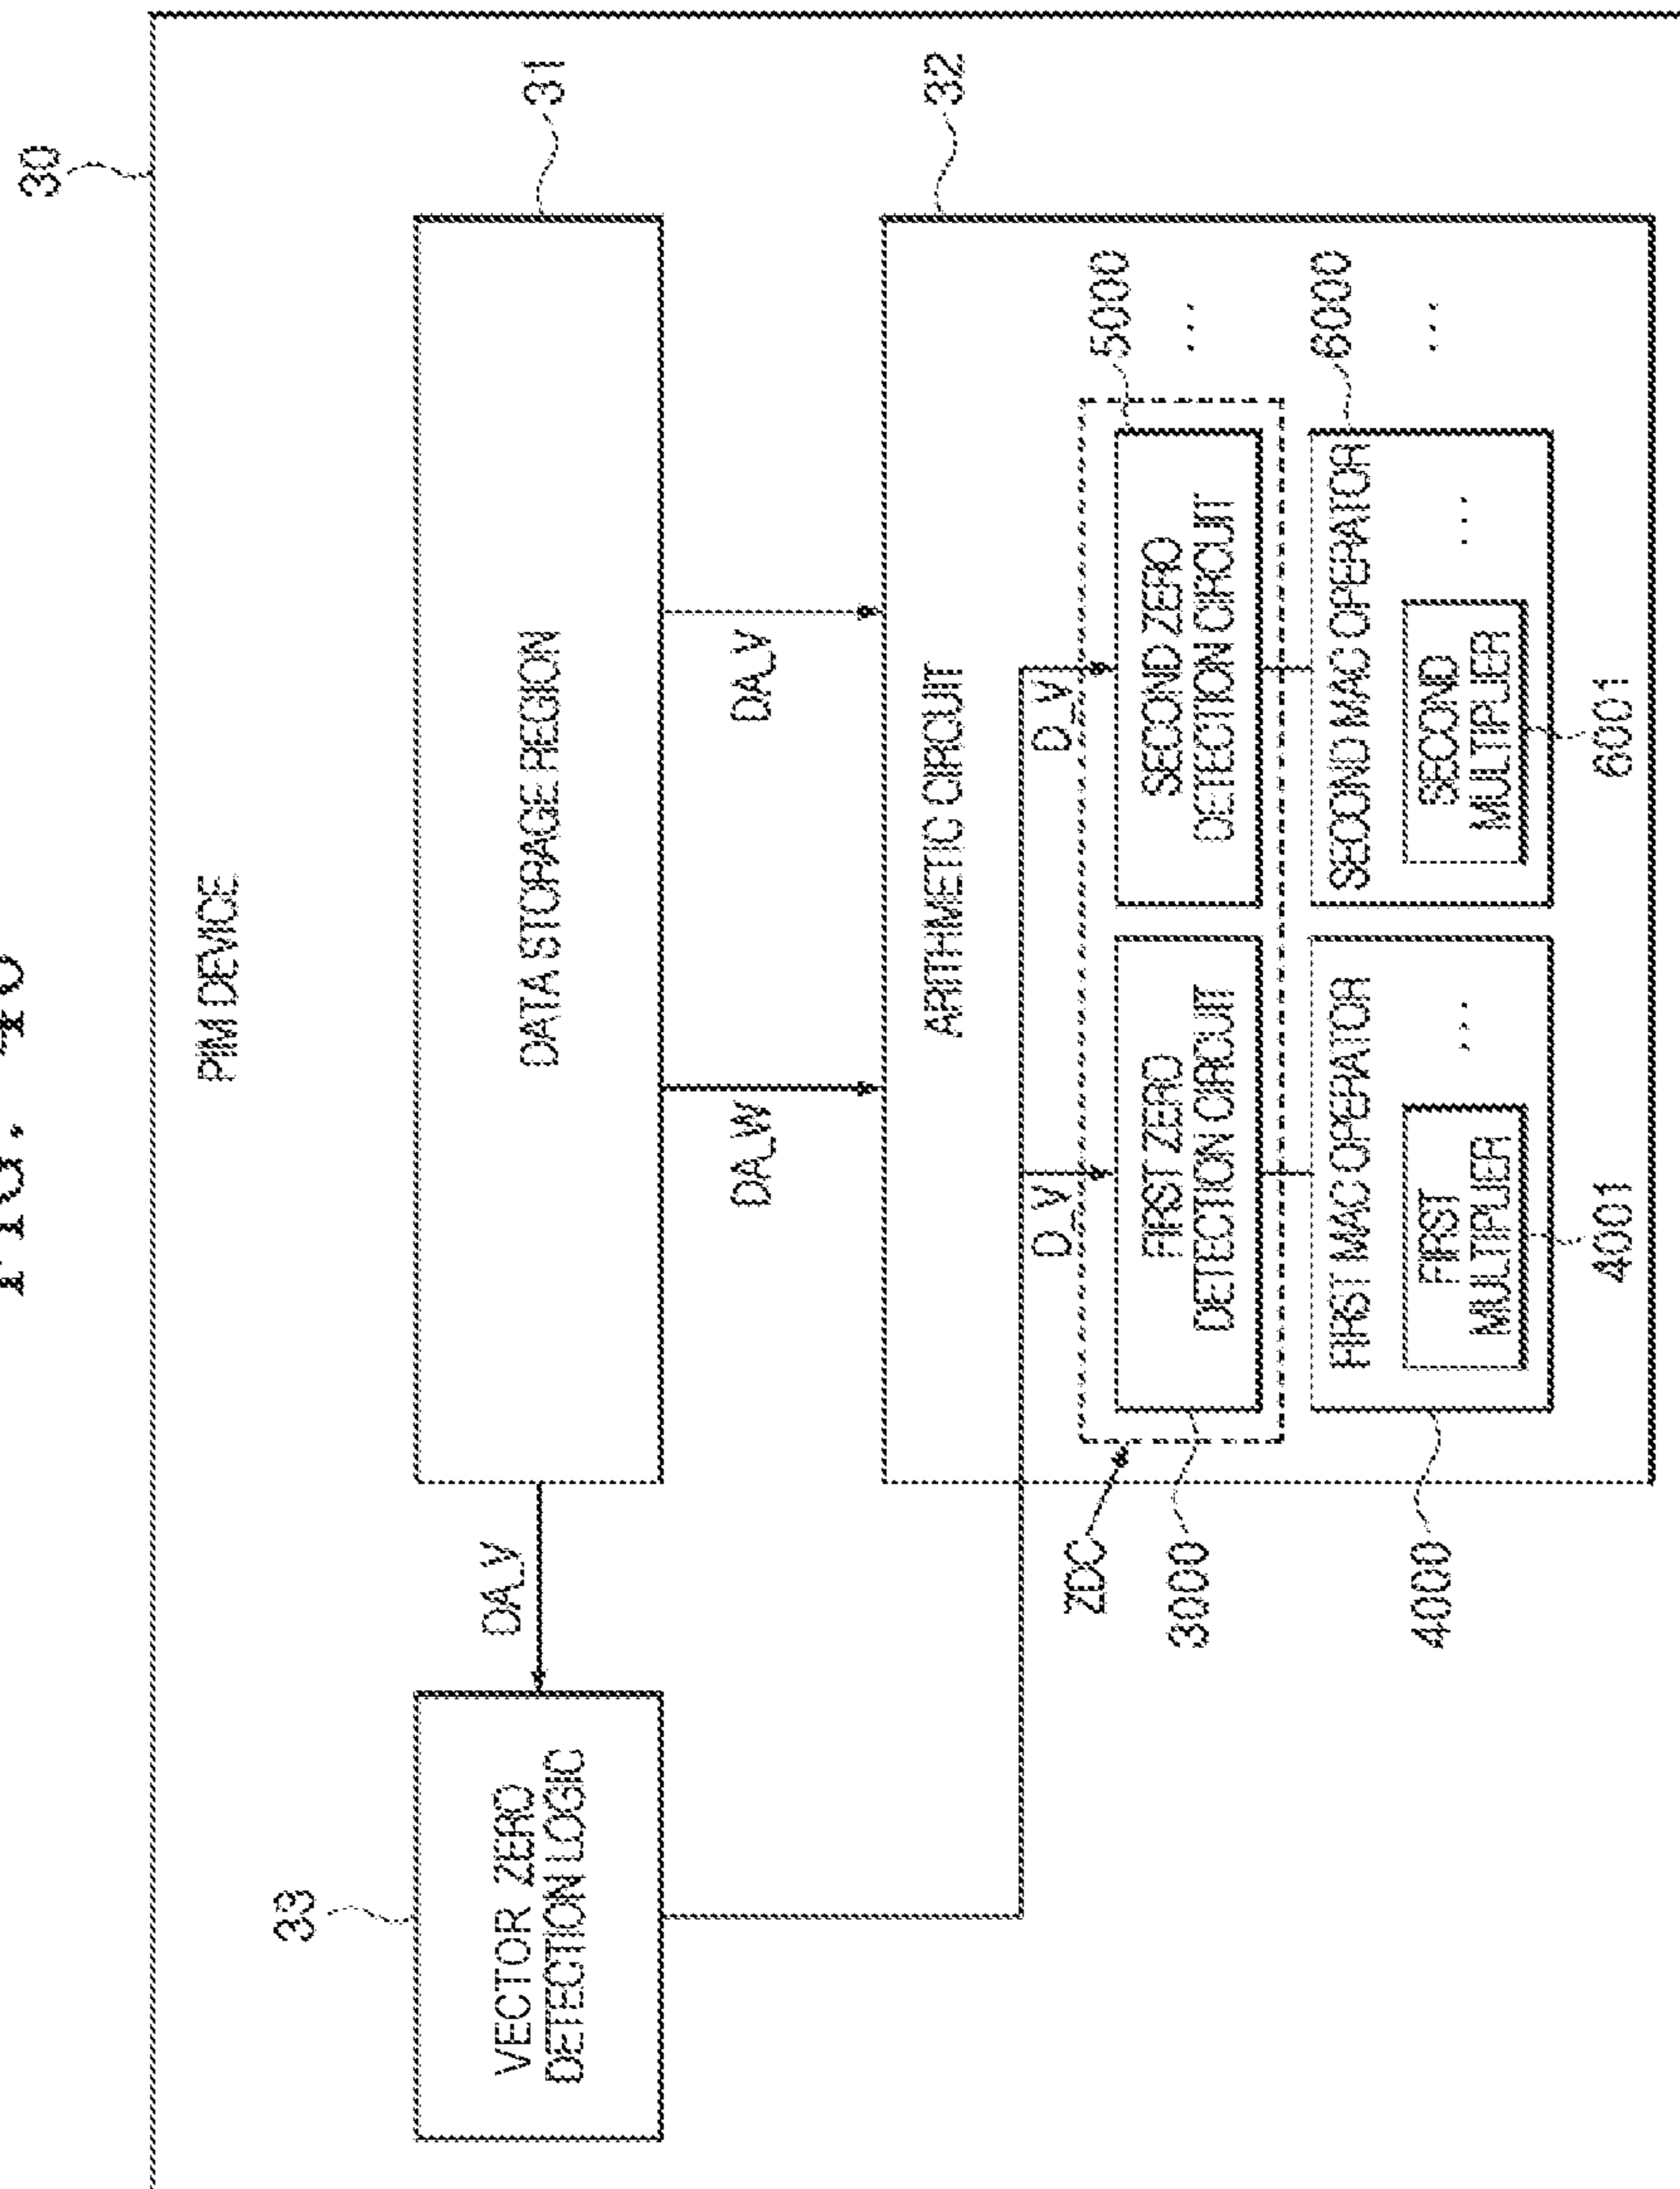 30
PIM DEVICE
33
VECTOR ZERO
DETECTION LOGIC
DA_V
DATA STORAGE REGION
31
DA_W
DA_V
32
ARITHMETIC CIRCUIT
D_V
D_V
ZDC
3000
FIRST ZERO
DETECTION CIRCUIT
SECOND ZERO
DETECTION CIRCUIT
5000
...
4000
FIRST MAC OPERATOR
FIRST
MULTIPLIER
...
4001
SECOND MAC OPERATOR
SECOND
MULTIPLIER
...
6001
6000
...